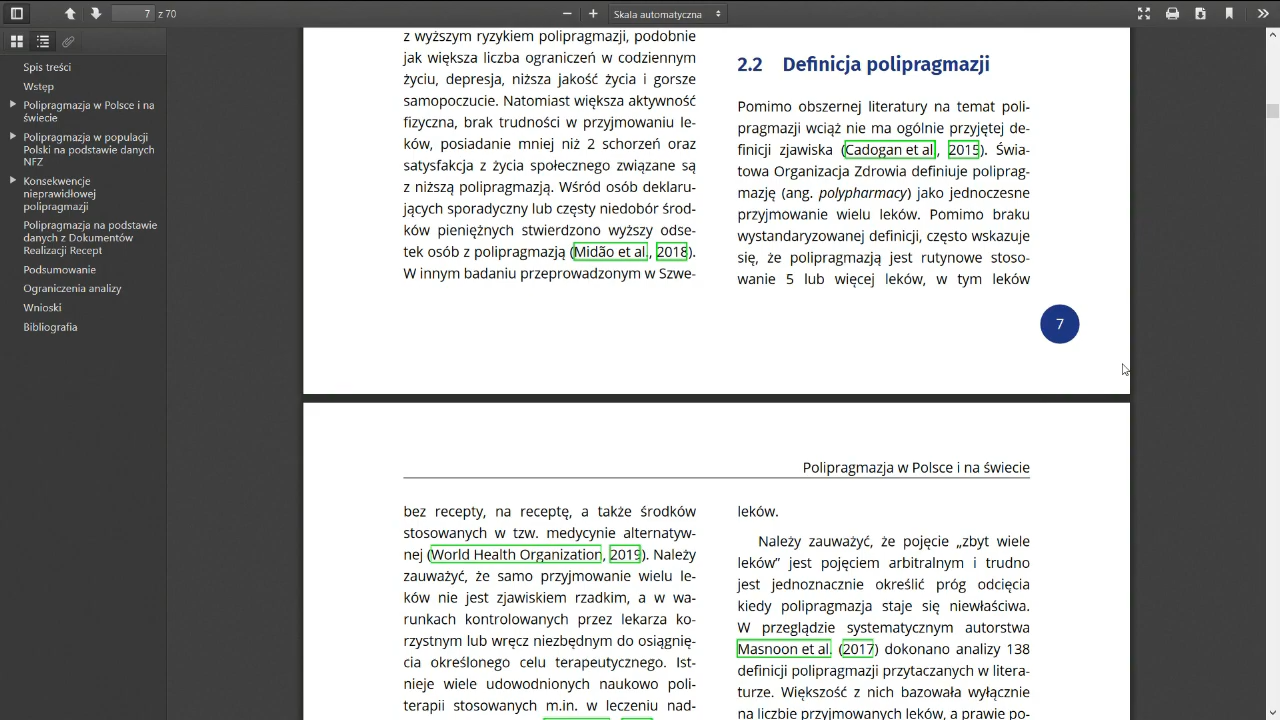 7 z 70
Skala automatyczna
Spis treści
Wstęp
Polipragmazja w Polsce i na
świecie
Polipragmazja w populacji
Polski na podstawie danych
NFZ
Konsekwencje
nieprawidłowej
polipragmazji
Polipragmazja na podstawie
danych z Dokumentów
Realizacji Recept
Podsumowanie
Ograniczenia analizy
Wnioski
Bibliografia
z wyższym ryzykiem polipragmazji, podobnie
jak większa liczba ograniczeń w codziennym
życiu, depresja, niższa jakość życia i gorsze
samopoczucie. Natomiast większa aktywność
fizyczna, brak trudności w przyjmowaniu le-
ków, posiadanie mniej niż 2 schorzeń oraz
satysfakcja z życia społecznego związane są
z niższą polipragmazją. Wśród osób deklaru-
jących sporadyczny lub częsty niedobór środ-
ków pieniężnych stwierdzono wyższy odse-
tek osób z polipragmazją (Midão et al., 2018).
W innym badaniu przeprowadzonym w Szwe-
2.2 Definicja polipragmazji
Pomimo obszernej literatury na temat poli-
pragmazji wciąż nie ma ogólnie przyjętej de-
finicji zjawiska (Cadogan et al., 2015). Świa-
towa Organizacja Zdrowia definiuje poliprag-
mazję (ang. polypharmacy) jako jednoczesne
przyjmowanie wielu leków. Pomimo braku
wystandaryzowanej definicji, często wskazuje
się, że polipragmazją jest rutynowe stoso-
wanie 5 lub więcej leków, w tym leków
7
Polipragmazja w Polsce i na świecie
bez recepty, na receptę, a także środków
stosowanych w tzw. medycynie alternatyw-
nej (World Health Organization, 2019). Należy
zauważyć, że samo przyjmowanie wielu le-
ków nie jest zjawiskiem rzadkim, a w wa-
runkach kontrolowanych przez lekarza ko-
rzystnym lub wręcz niezbędnym do osiągnię-
cia określonego celu terapeutycznego. Ist-
nieje wiele udowodnionych naukowo poli-
terapii stosowanych m.in. w leczeniu nad-
leków.
Należy zauważyć, że pojęcie „zbyt wiele
leków” jest pojęciem arbitralnym i trudno
jest jednoznacznie określić próg odcięcia
kiedy polipragmazja staje się niewłaściwa.
W przeglądzie systematycznym autorstwa
Masnoon et al. (2017) dokonano analizy 138
definicji polipragmazji przytaczanych w litera-
turze. Większość z nich bazowała wyłącznie
na liczbie przyjmowanych leków, a prawie po-